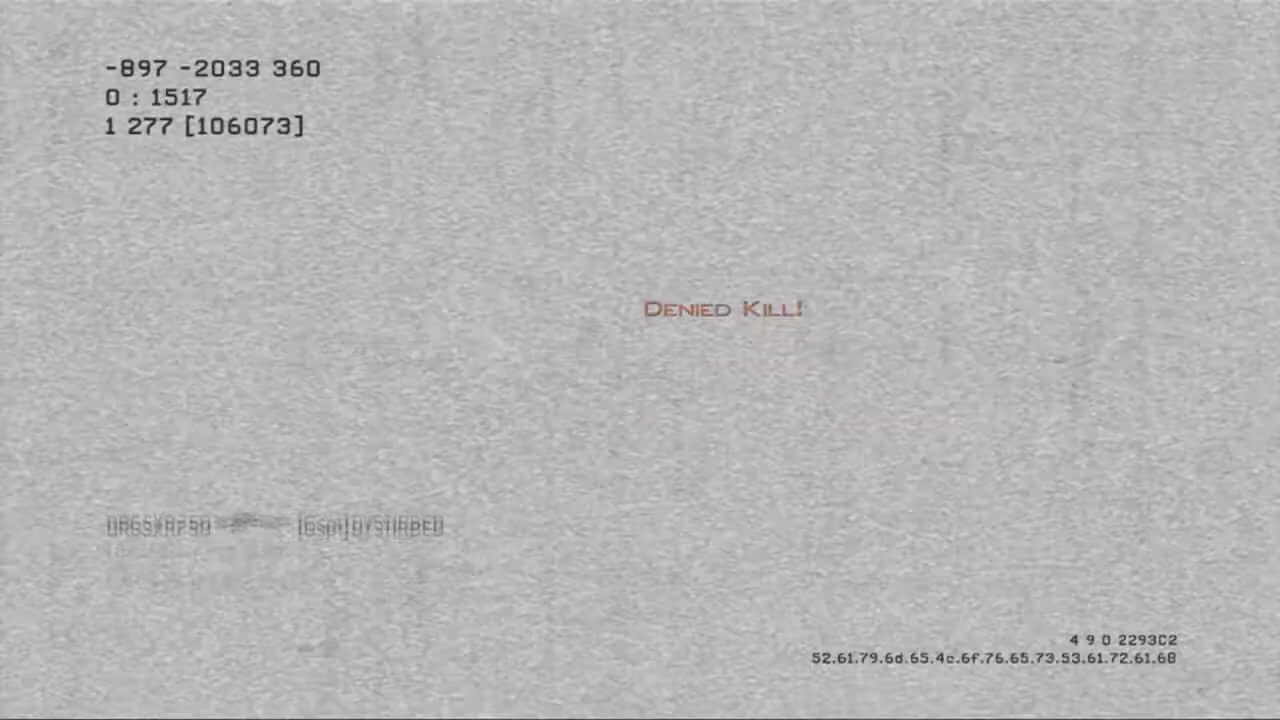 -897 -2033 360
0 : 1517
1 277 [106073]
Denied Kill!
4 9 0 2293C2
52.61.79.6d.65.4c.6f.76.65.73.53.61.72.61.68